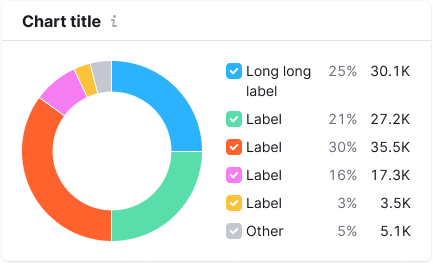 Chart title
Long long 25% 30.1K
label
Label 21% 27.2K
Label 30% 35.5K
Label 16% 17.3K
Label 3% 3.5K
Other 5% 5.1K